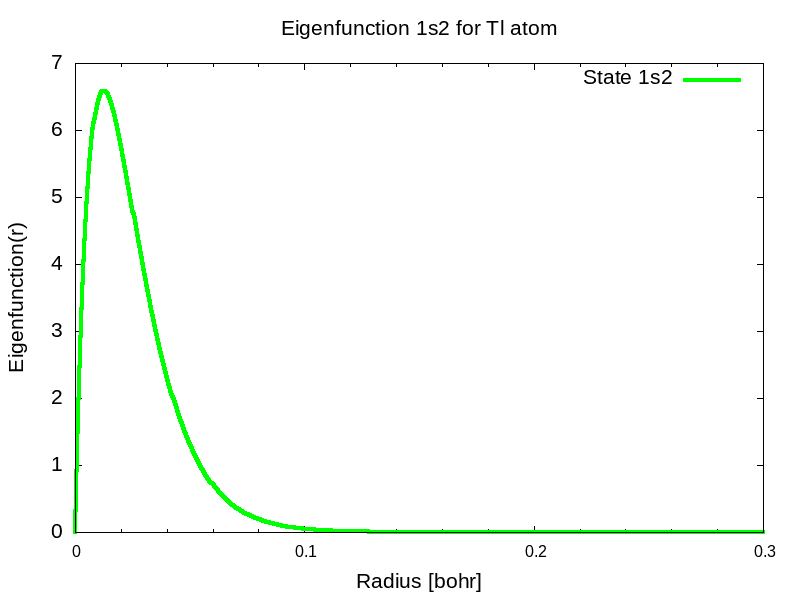 Eigenfunction 1s2 for Tl atom
State 1s2
7
6
5
4
3
2
1
0
Eigenfunction(r)
0 0.1 0.2 0.3
Radius [bohr]